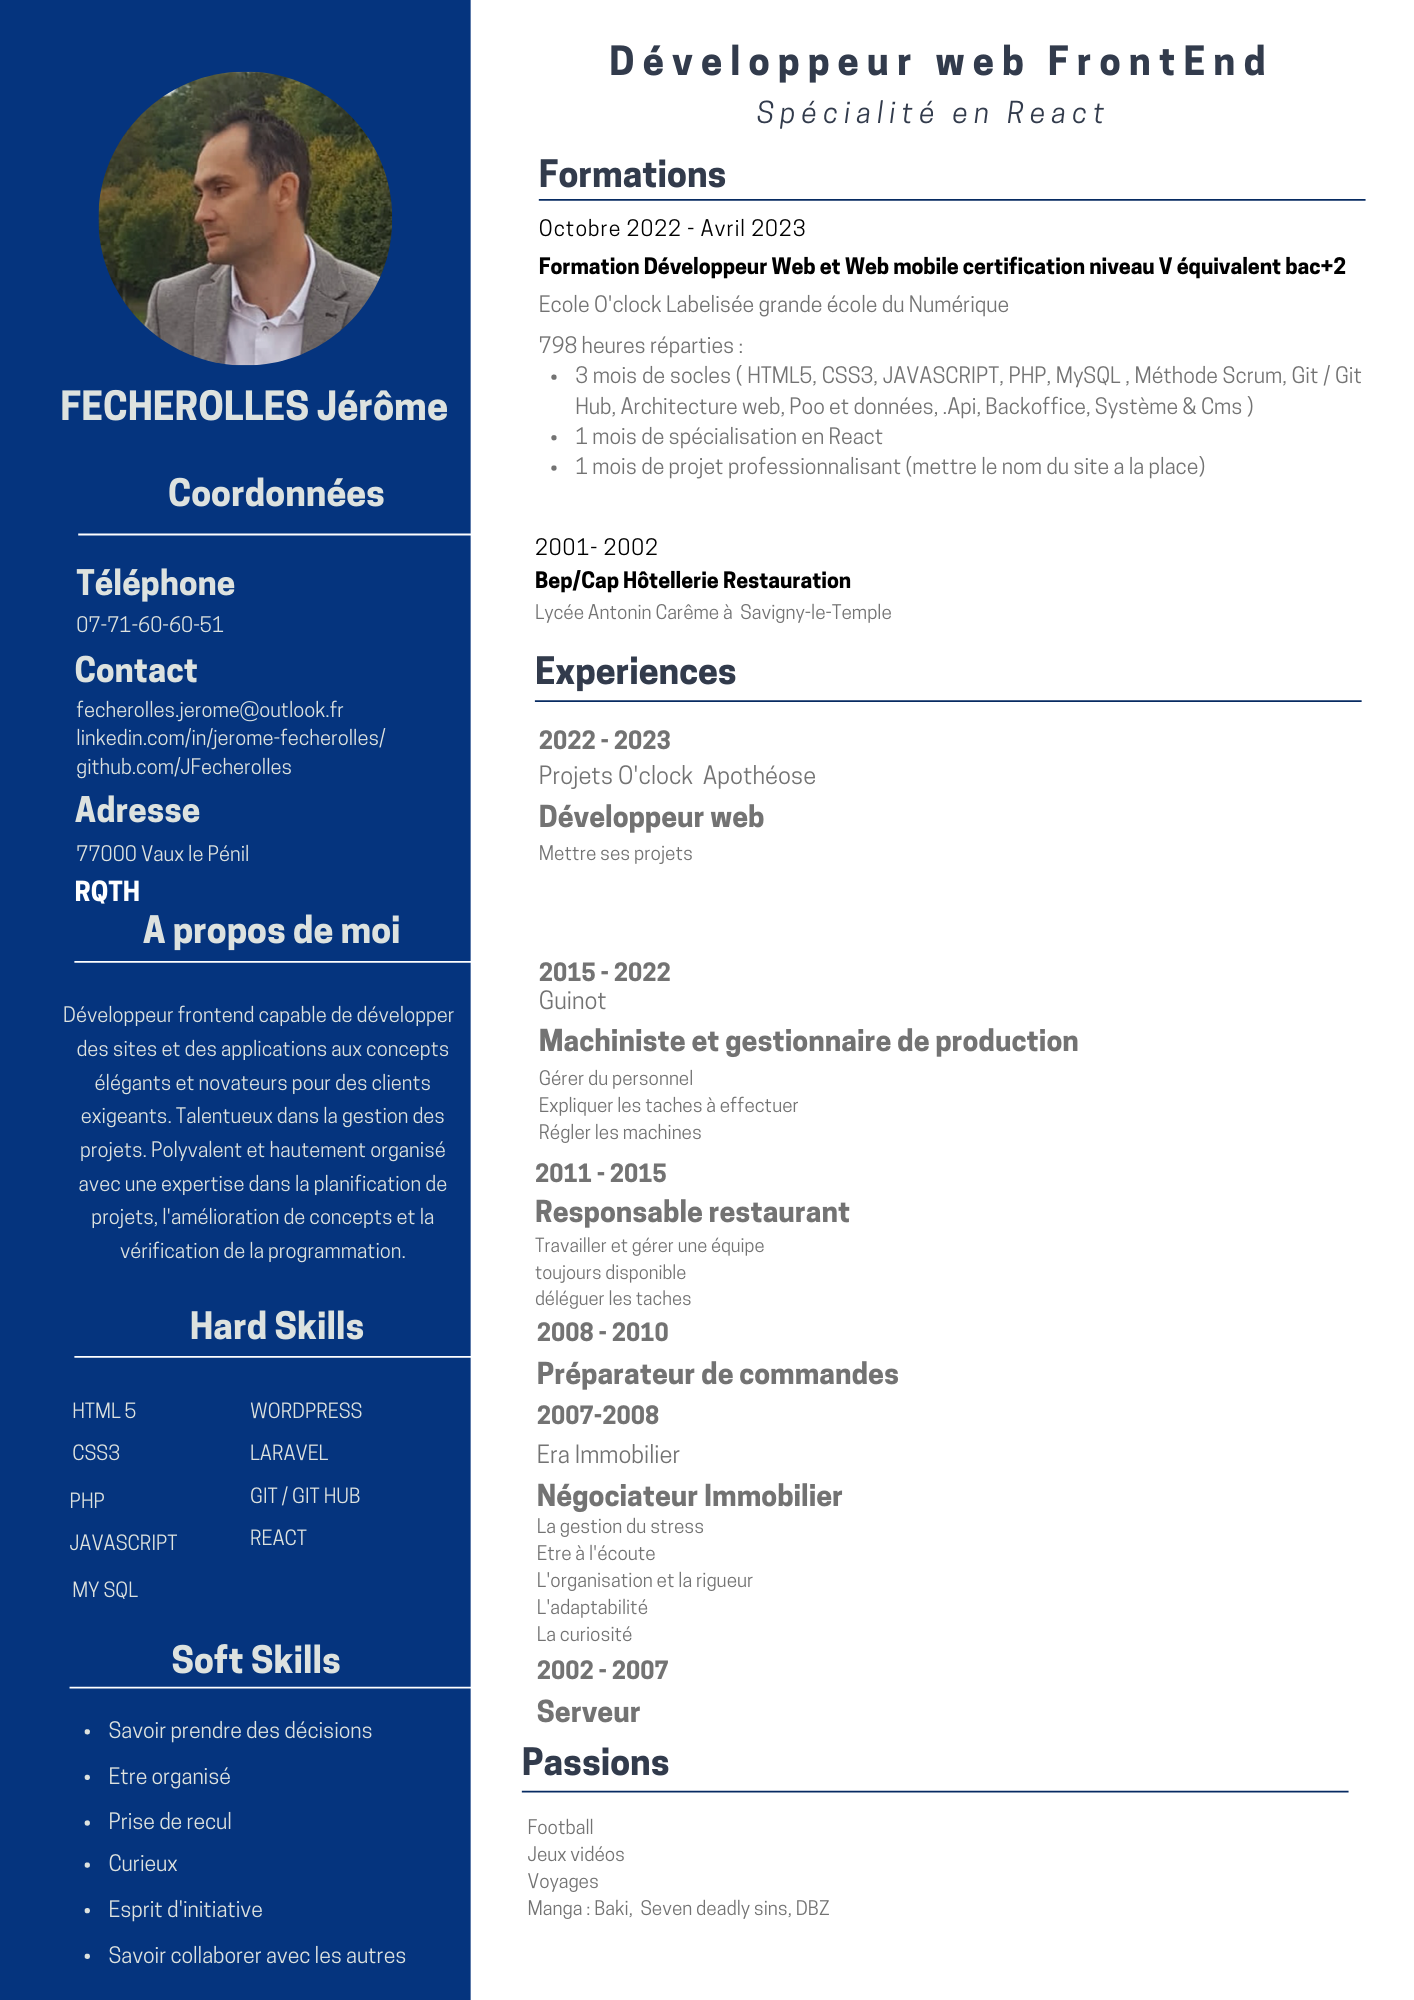 FECHEROLLES Jérôme
Coordonnées
Téléphone
07-71-60-60-51
Contact
fecherolles.jerome@outlook.fr
linkedin.com/in/jerome-fecherolles/
github.com/JFecherolles
Adresse
77000 Vaux le Pénil
RQTH
A propos de moi
Développeur frontend capable de développer
des sites et des applications aux concepts
élégants et novateurs pour des clients
exigeants. Talentueux dans la gestion des
projets. Polyvalent et hautement organisé
avec une expertise dans la planification de
projets, l'amélioration de concepts et la
vérification de la programmation.
Hard Skills
HTML 5
CSS3
PHP
JAVASCRIPT
MY SQL
WORDPRESS
LARAVEL
GIT / GIT HUB
REACT
Soft Skills
• Savoir prendre des décisions
• Etre organisé
• Prise de recul
• Curieux
• Esprit d'initiative
• Savoir collaborer avec les autres
Développeur web FrontEnd
Spécialité en React
Formations
Octobre 2022 - Avril 2023
Formation Développeur Web et Web mobile certification niveau V équivalent bac+2
Ecole O'clock Labelisée grande école du Numérique
798 heures réparties :
• 3 mois de socles ( HTML5, CSS3, JAVASCRIPT, PHP, MySQL , Méthode Scrum, Git / Git
Hub, Architecture web, Poo et données, .Api, Backoffice, Système & Cms )
• 1 mois de spécialisation en React
• 1 mois de projet professionnalisant (mettre le nom du site a la place)
2001- 2002
Bep/Cap Hôtellerie Restauration
Lycée Antonin Carême à Savigny-le-Temple
Experiences
2022 - 2023
Projets O'clock Apothéose
Développeur web
Mettre ses projets
2015 - 2022
Guinot
Machiniste et gestionnaire de production
Gérer du personnel
Expliquer les taches à effectuer
Régler les machines
2011 - 2015
Responsable restaurant
Travailler et gérer une équipe
toujours disponible
déléguer les taches
2008 - 2010
Préparateur de commandes
2007-2008
Era Immobilier
Négociateur Immobilier
La gestion du stress
Etre à l'écoute
L'organisation et la rigueur
L'adaptabilité
La curiosité
2002 - 2007
Serveur
Passions
Football
Jeux vidéos
Voyages
Manga : Baki, Seven deadly sins, DBZ